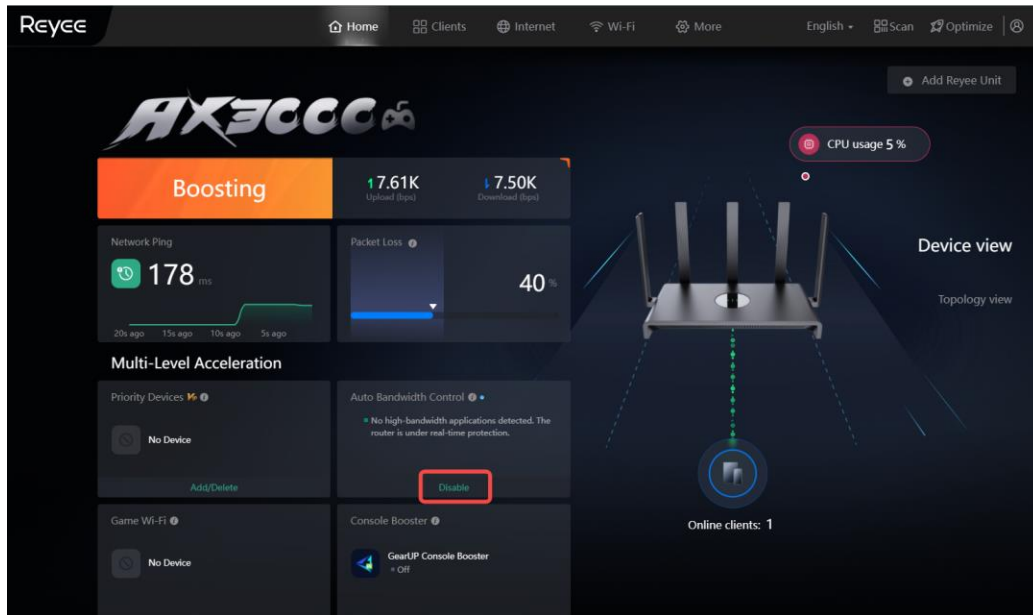 Reyee
Home
Clients
Internet
Wi-Fi
More
English
Scan
Optimize
Add Reyee Unit
AX3000
CPU usage 5 %
Boosting
7.61K
Upload (bps)
7.50K
Download (bps)
Network Ping
178 ms
20s ago 15s ago 10s ago 5s ago
Packet Loss
40 %
Device view
Topology view
Multi-Level Acceleration
Priority Devices
No Device
Add/Delete
Auto Bandwidth Control
No high-bandwidth applications detected. The
router is under real-time protection.
Disable
Game Wi-Fi
No Device
Console Booster
GearUP Console Booster
Off
Online clients: 1